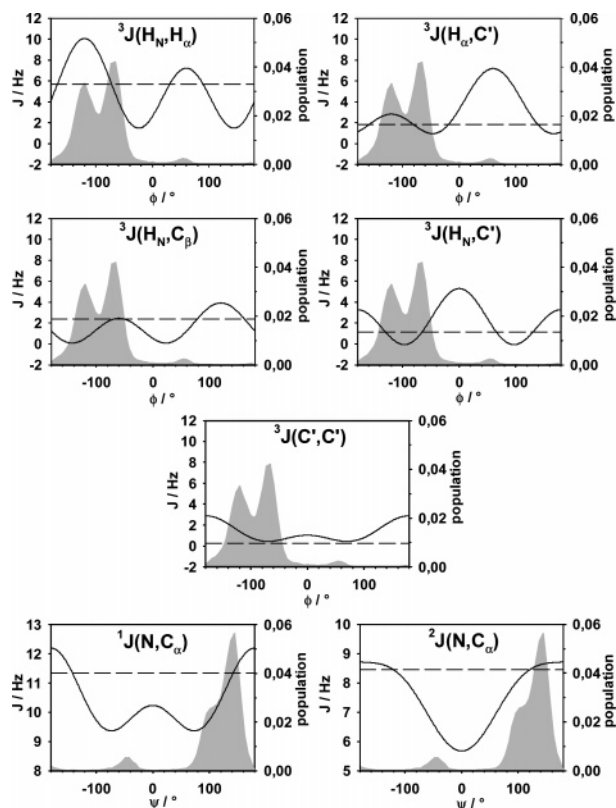 ³J(H_N,H_α)
12
10
8
6
4
2
0
-2
J / Hz
0,06
0,04
0,02
0,00
population
-100 0 100
ϕ / °
³J(H_α,C')
12
10
8
6
4
2
0
-2
J / Hz
0,06
0,04
0,02
0,00
population
-100 0 100
ϕ / °
³J(H_N,C_β)
12
10
8
6
4
2
0
-2
J / Hz
0,06
0,04
0,02
0,00
population
-100 0 100
ϕ / °
³J(H_N,C')
12
10
8
6
4
2
0
-2
J / Hz
0,06
0,04
0,02
0,00
population
-100 0 100
ϕ / °
³J(C',C')
12
10
8
6
4
2
0
-2
J / Hz
0,06
0,04
0,02
0,00
population
-100 0 100
ϕ / °
¹J(N,C_α)
13
12
11
10
9
8
J / Hz
0,06
0,04
0,02
0,00
population
-100 0 100
ψ / °
²J(N,C_α)
10
9
8
7
6
5
J / Hz
0,06
0,04
0,02
0,00
population
-100 0 100
ψ / °